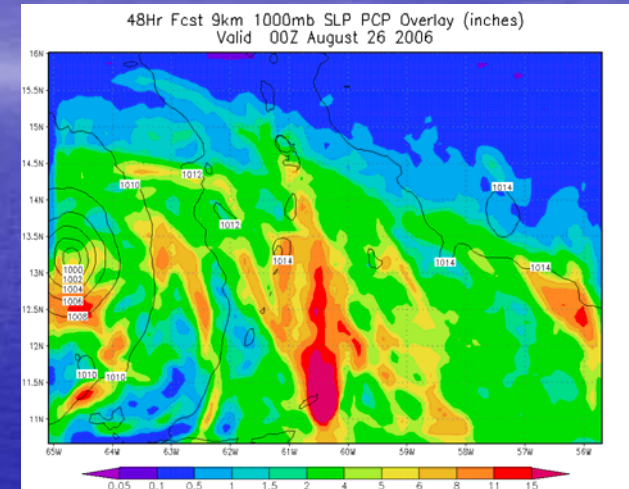 48Hr Fcst 9km 1000mb SLP PCP Overlay (inches)
Valid 00Z August 26 2006
16N
15.5N
15N
14.5N
1010
1012
1014
14N
1012
13.5N
1014
1014
1014
13N
1000
1002
1004
12.5N
1006
1008
12N
11.5N
1010
1010
11N
65W 64W 63W 62W 61W 60W 59W 58W 57W 56W
0.05 0.1 0.5 1 1.5 2 4 5 6 8 11 15